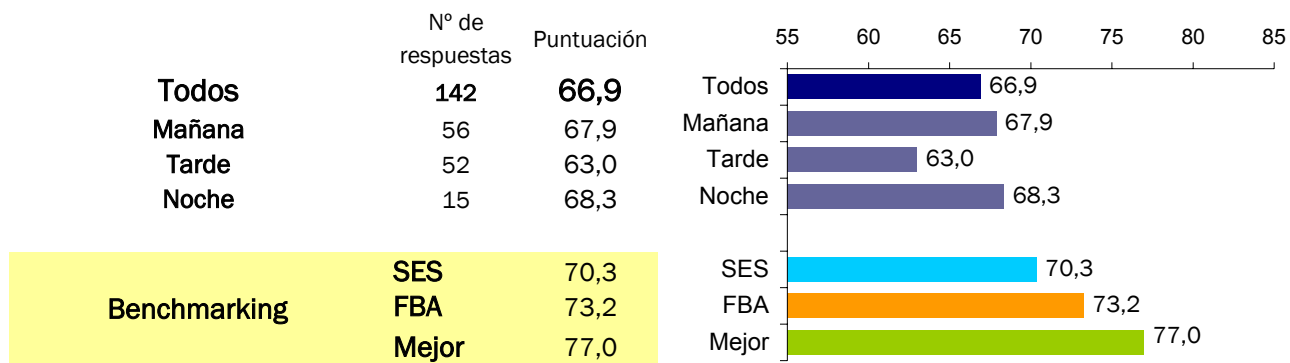 Nº de respuestas Puntuación
Todos 142 66,9
Mañana 56 67,9
Tarde 52 63,0
Noche 15 68,3
Benchmarking
SES 70,3
FBA 73,2
Mejor 77,0
55 60 65 70 75 80 85
Todos 66,9
Mañana 67,9
Tarde 63,0
Noche 68,3
SES 70,3
FBA 73,2
Mejor 77,0